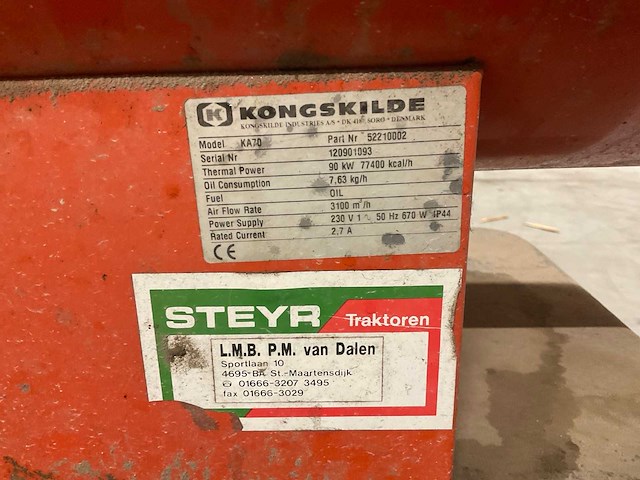 K KONGSKILDE
KONGSKILDE INDUSTRIES A/S * DK 4180 SORØ * DENMARK
Model KA70 Part Nr 52210002
Serial Nr 120901093
Thermal Power 90 kW 77400 kcal/h
Oil Consumption 7,63 kg/h
Fuel OIL
Air Flow Rate 3100 m³/h
Power Supply 230 V 1 ~ 50 Hz 670 W IP44
Rated Current 2,7 A
CE
STEYR Traktoren
L.M.B. P.M. van Dalen
Sportlaan 10
4695-BA St.-Maartensdijk
☎ 01666-3207 3495
fax 01666-3029